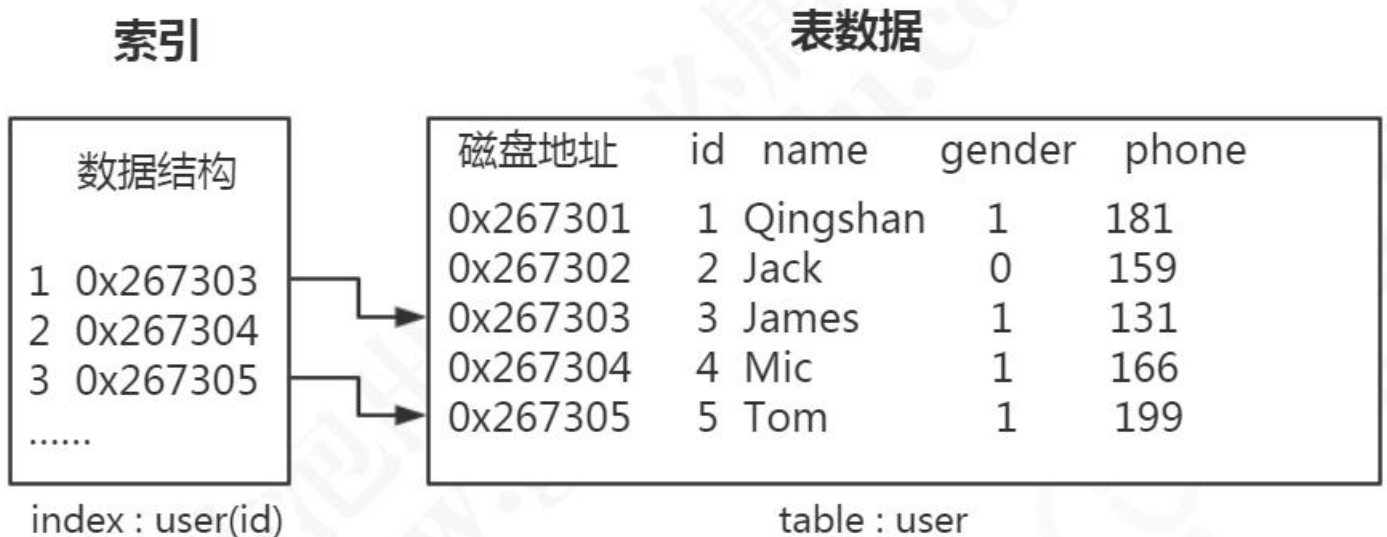 索引
表数据
数据结构
1 0x267303
2 0x267304
3 0x267305
......
index : user(id)
磁盘地址 id name gender phone
0x267301 1 Qingshan 1 181
0x267302 2 Jack 0 159
0x267303 3 James 1 131
0x267304 4 Mic 1 166
0x267305 5 Tom 1 199
table : user